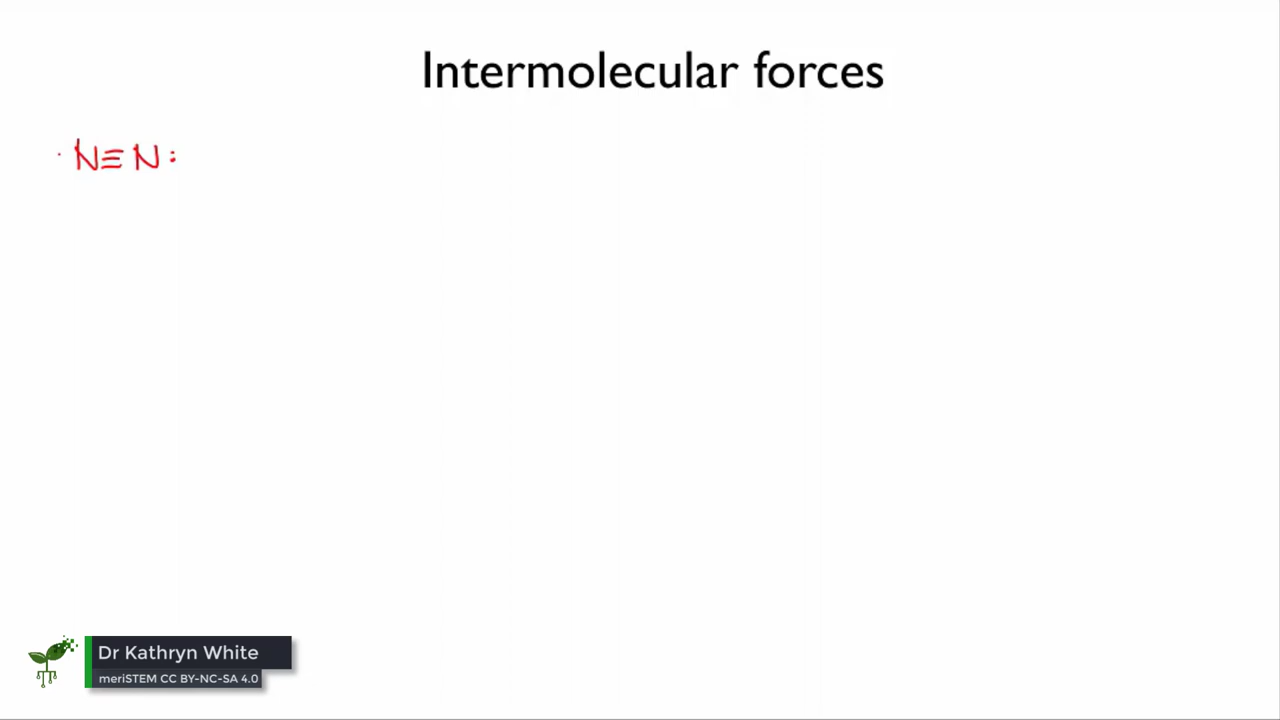 Intermolecular forces
· N≡N:
Dr Kathryn White
meriSTEM CC BY-NC-SA 4.0